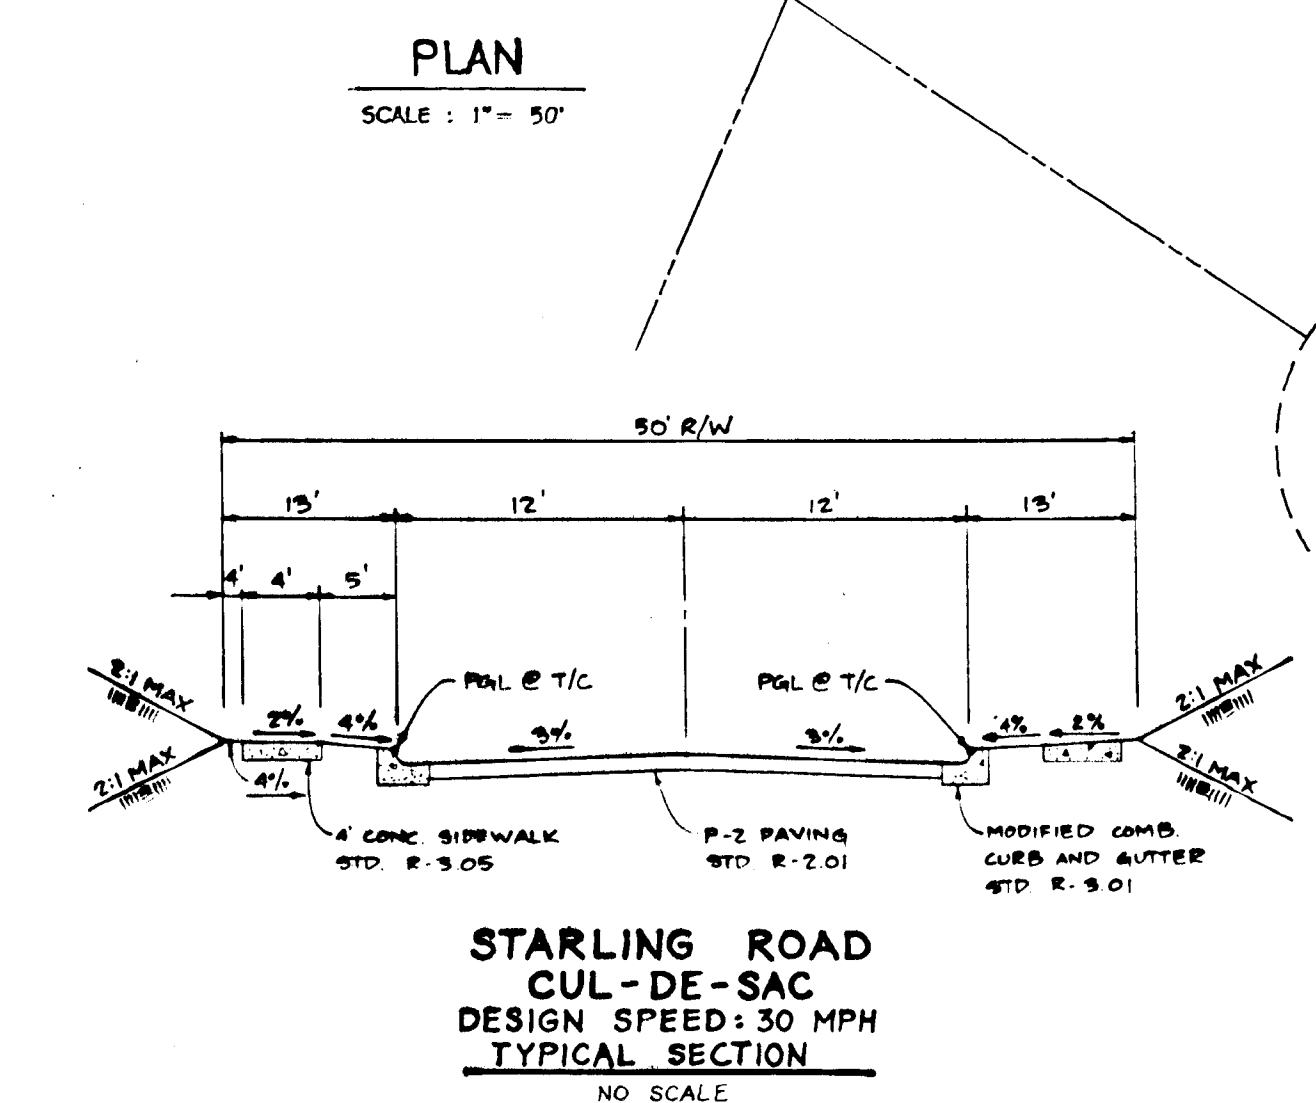 PLAN
SCALE : 1" = 50'
50' R/W
13' 12' 12' 13'
4' 4' 5'
2:1 MAX
2:1 MAX
2% 4%
4%
PGL @ T/C
PGL @ T/C
3% 3%
4% 2%
2:1 MAX
2:1 MAX
4' CONC. SIDEWALK
STD. R-3.05
P-2 PAVING
STD R-2.01
MODIFIED COMB.
CURB AND GUTTER
STD. R-3.01
STARLING ROAD
CUL-DE-SAC
DESIGN SPEED: 30 MPH
TYPICAL SECTION
NO SCALE